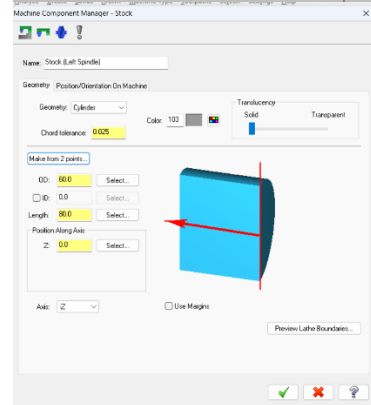 Machine Component Manager - Stock
Name: Stock (Left Spindle)
Geometry Position/Orientation On Machine
Geometry: Cylinder
Color: 103
Translucency
Solid Transparent
Chord tolerance: 0.025
Make from 2 points...
OD: 60.0 Select...
ID: 0.0 Select...
Length: 80.0 Select...
Position Along Axis
Z: 0.0 Select...
Axis: -Z
Use Margins
Preview Lathe Boundaries...